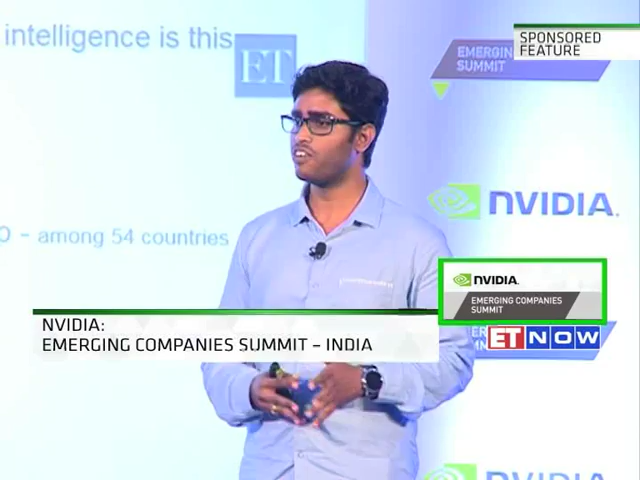 intelligence is this
ET
EMERGING
SUMMIT
SPONSORED
FEATURE
NVIDIA.
– among 54 countries
NVIDIA.
EMERGING COMPANIES
SUMMIT
NVIDIA:
EMERGING COMPANIES SUMMIT – INDIA
ET NOW
NVIDIA